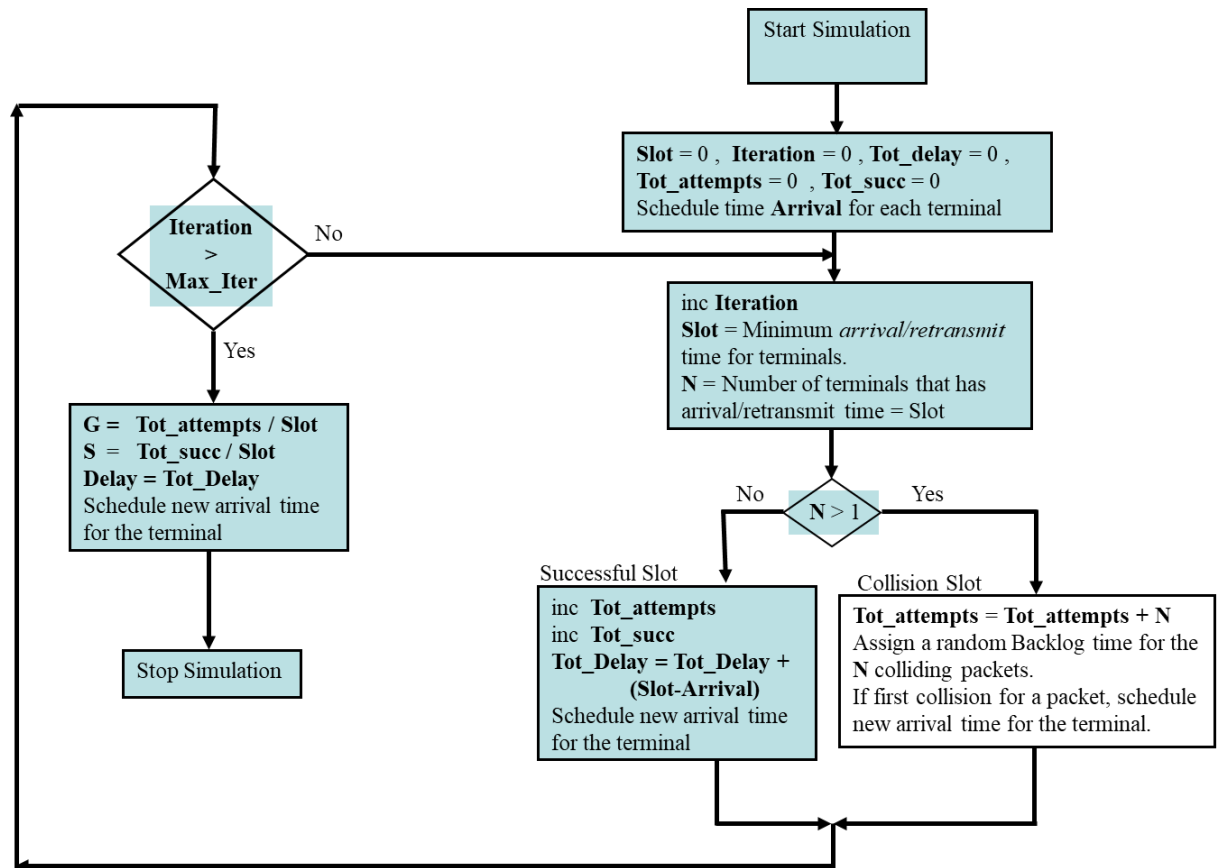 Start Simulation
Slot = 0 , Iteration = 0 , Tot_delay = 0 ,
Tot_attempts = 0 , Tot_succ = 0
Schedule time Arrival for each terminal
Iteration
>
Max_Iter
No
Yes
inc Iteration
Slot = Minimum arrival/retransmit
time for terminals.
N = Number of terminals that has
arrival/retransmit time = Slot
G = Tot_attempts / Slot
S = Tot_succ / Slot
Delay = Tot_Delay
Schedule new arrival time
for the terminal
Stop Simulation
No
Yes
N > 1
Successful Slot
inc Tot_attempts
inc Tot_succ
Tot_Delay = Tot_Delay +
(Slot-Arrival)
Schedule new arrival time
for the terminal
Collision Slot
Tot_attempts = Tot_attempts + N
Assign a random Backlog time for the
N colliding packets.
If first collision for a packet, schedule
new arrival time for the terminal.